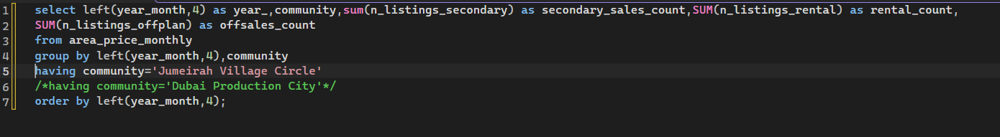 1 select left(year_month,4) as year_,community,sum(n_listings_secondary) as secondary_sales_count,SUM(n_listings_rental) as rental_count,
2 SUM(n_listings_offplan) as offsales_count
3 from area_price_monthly
4 group by left(year_month,4),community
5 having community='Jumeirah Village Circle'
6 /*having community='Dubai Production City'*/
7 order by left(year_month,4);